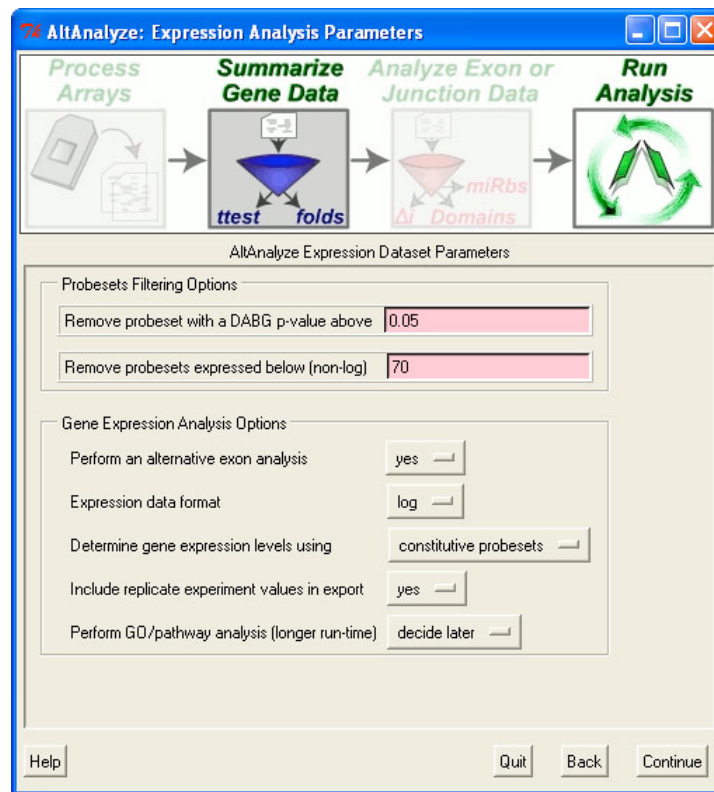 AltAnalyze: Expression Analysis Parameters
Process Arrays
Summarize Gene Data
Analyze Exon or Junction Data
Run Analysis
ttest folds
miRbs
Δi Domains
AltAnalyze Expression Dataset Parameters
Probesets Filtering Options
Remove probeset with a DABG p-value above 0.05
Remove probesets expressed below (non-log) 70
Gene Expression Analysis Options
Perform an alternative exon analysis yes
Expression data format log
Determine gene expression levels using constitutive probesets
Include replicate experiment values in export yes
Perform GO/pathway analysis (longer run-time) decide later
Help Quit Back Continue